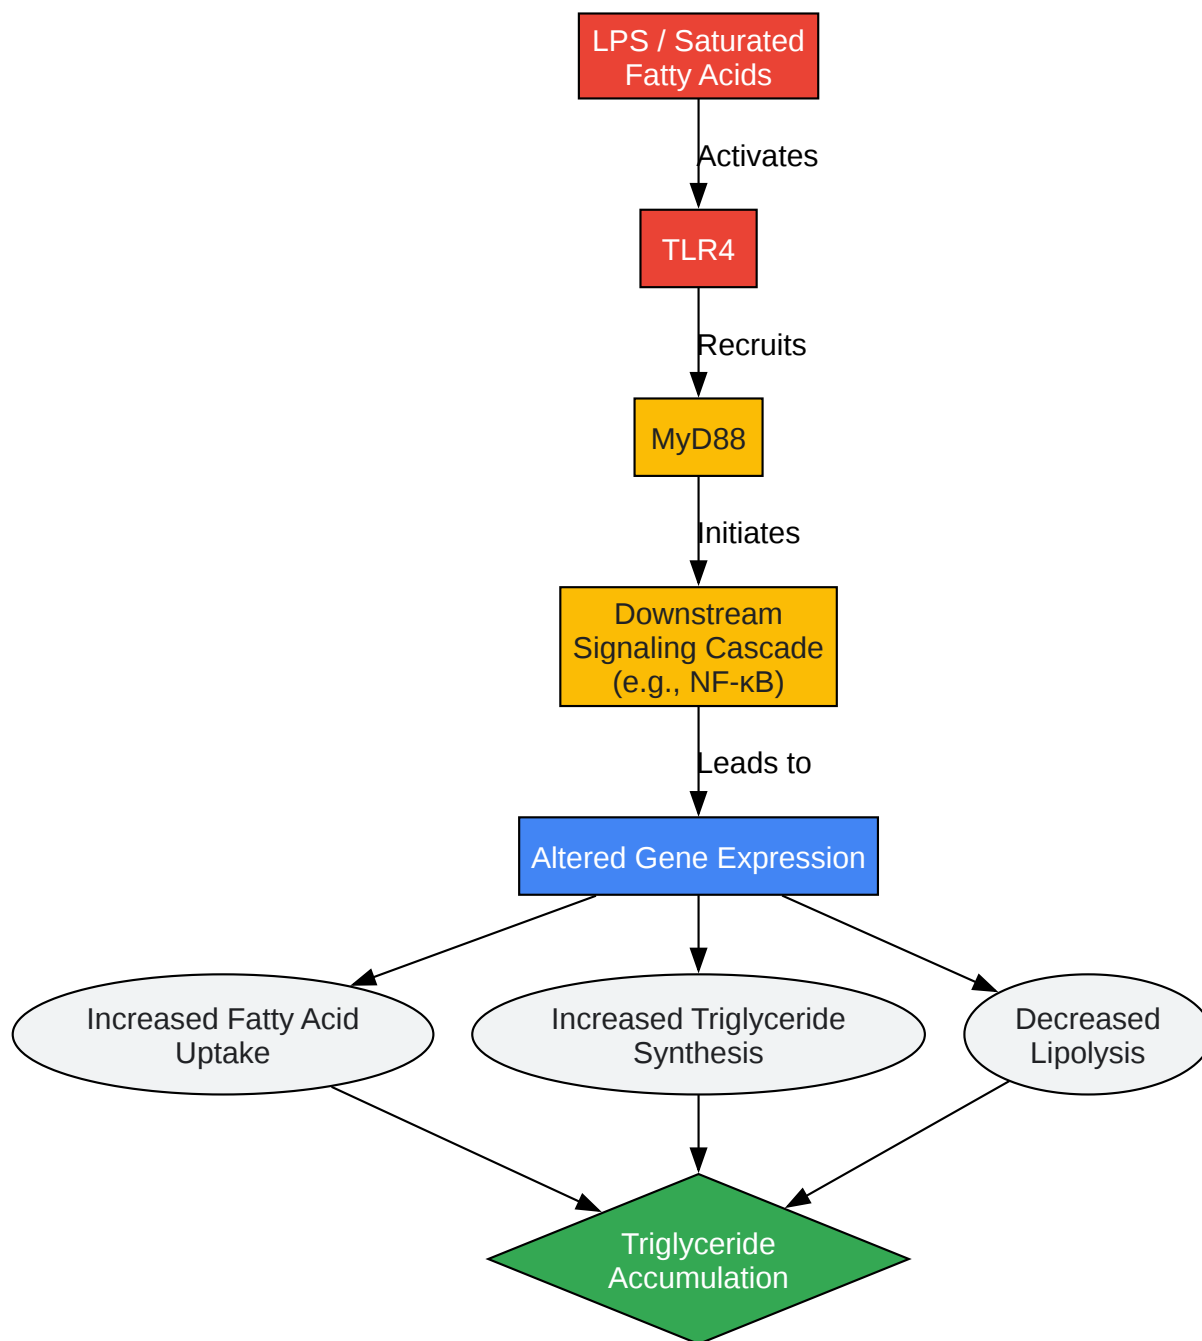 LPS / Saturated
Fatty Acids
Activates
TLR4
Recruits
MyD88
Initiates
Downstream
Signaling Cascade
(e.g., NF-κB)
Leads to
Altered Gene Expression
Increased Fatty Acid
Uptake
Increased Triglyceride
Synthesis
Decreased
Lipolysis
Triglyceride
Accumulation